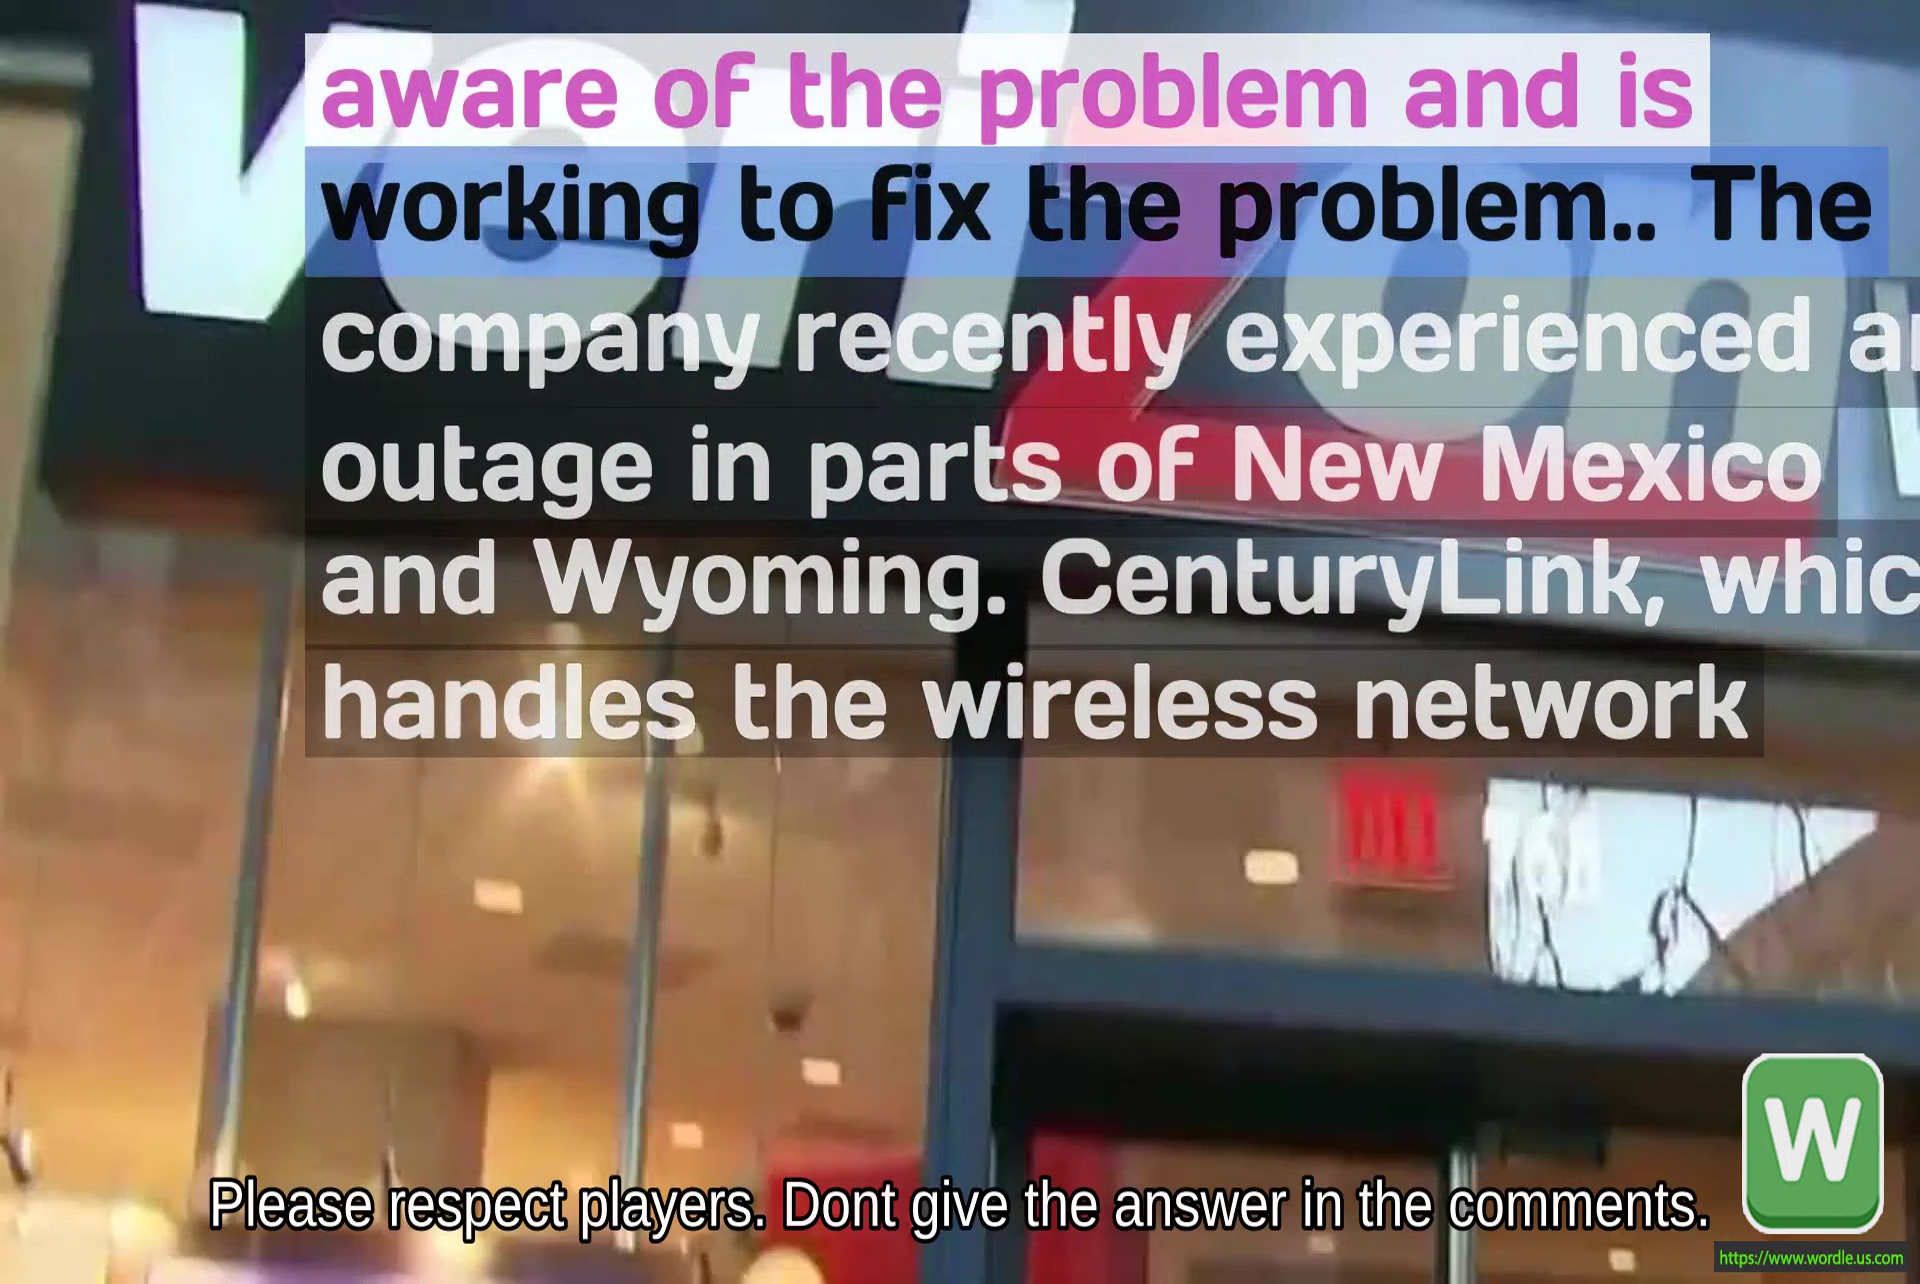 verizon
aware of the problem and is
working to fix the problem.. The
company recently experienced
outage in parts of New Mexico
and Wyoming. CenturyLink,
handles the wireless network
W
Please respect players. Dont give the answer in the comments.
https://www.wordle.us.com